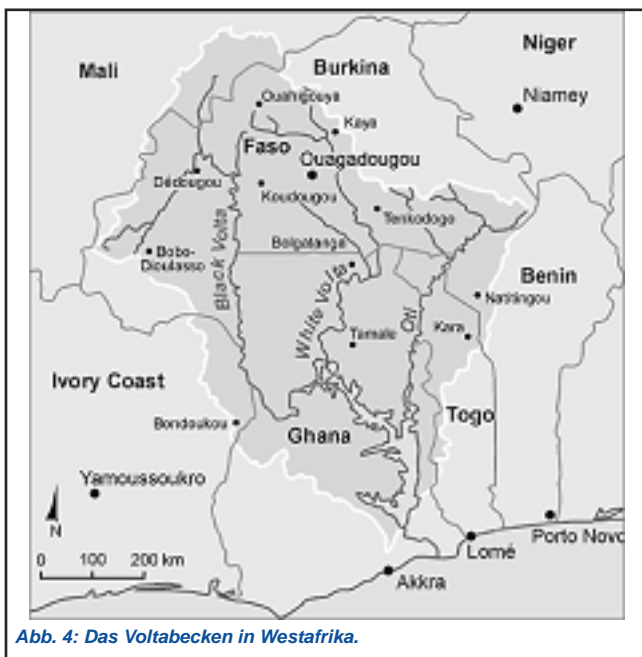 Mali
Burkina
Niger
Niamey
Ouahigouya
Kaya
Faso
Ouagadougou
Dédougou
Koudougou
Tenkodogo
Bobo-
Dioulasso
Black Volta
Bolgatanga
White Volta
Oti
Benin
Natitingou
Tamale
Kara
Ivory Coast
Bondoukou
Ghana
Togo
Yamoussoukro
N
0 100 200 km
Porto Novo
Lomé
Akkra
Abb. 4: Das Voltabecken in Westafrika.